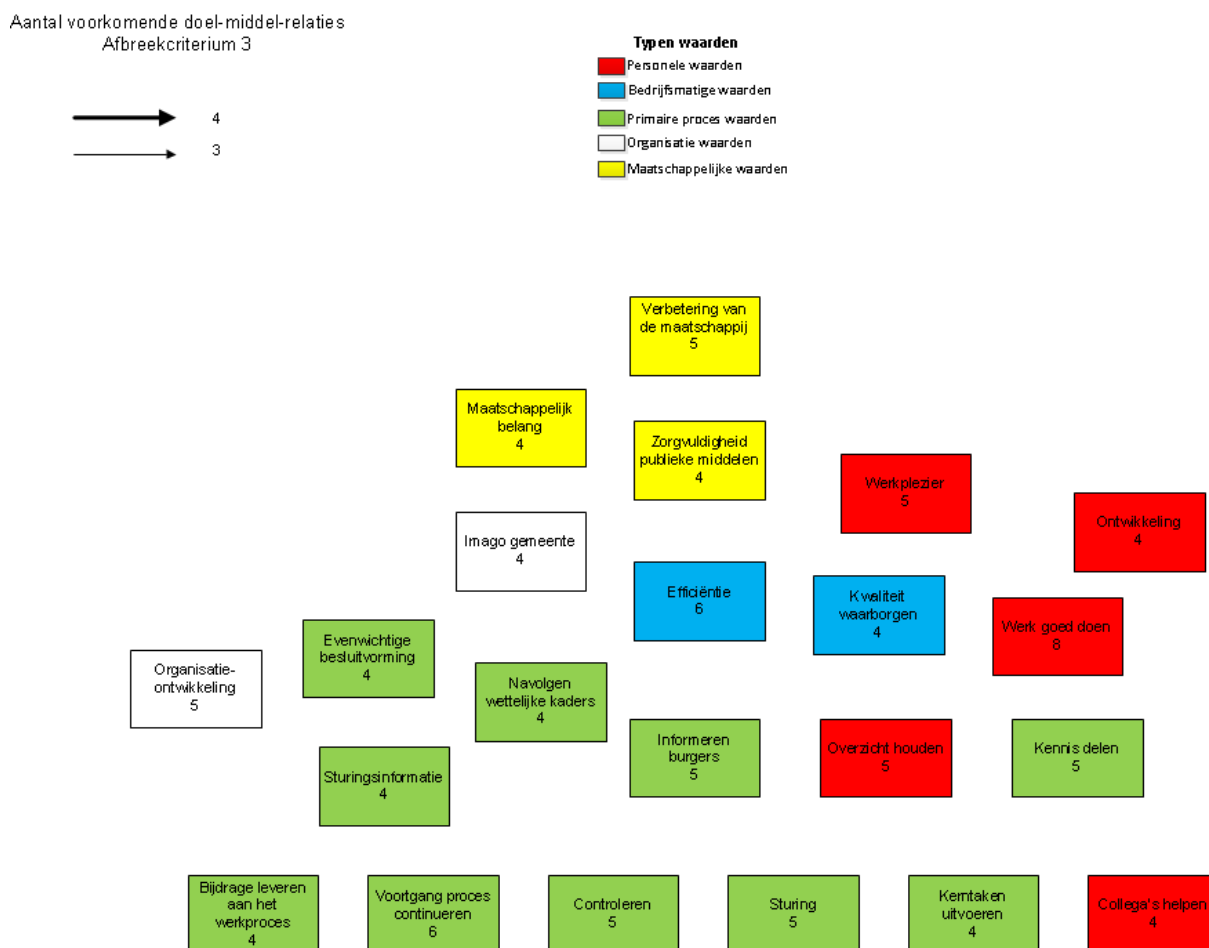 Aantal voorkomende doel-middel-relaties
Afbreekcriterium 3
4
3
Typen waarden
Personele waarden
Bedrijfsmatige waarden
Primaire proces waarden
Organisatie waarden
Maatschappelijke waarden
Verbetering van
de maatschappij
5
Maatschappelijk
belang
4
Zorgvuldigheid
publieke middelen
4
Werkplezier
5
Ontwikkeling
4
Imago gemeente
4
Efficiëntie
6
Kwaliteit
waarborgen
4
Werk goed doen
8
Evenwichtige
besluitvorming
4
Organisatie-
ontwikkeling
5
Navolgen
wettelijke kaders
4
Informeren
burgers
5
Overzicht houden
5
Kennis delen
5
Sturingsinformatie
4
Bijdrage leveren
aan het
werkproces
4
Voortgang proces
continueren
6
Controleren
5
Sturing
5
Kerntaken
uitvoeren
4
Collega's helpen
4